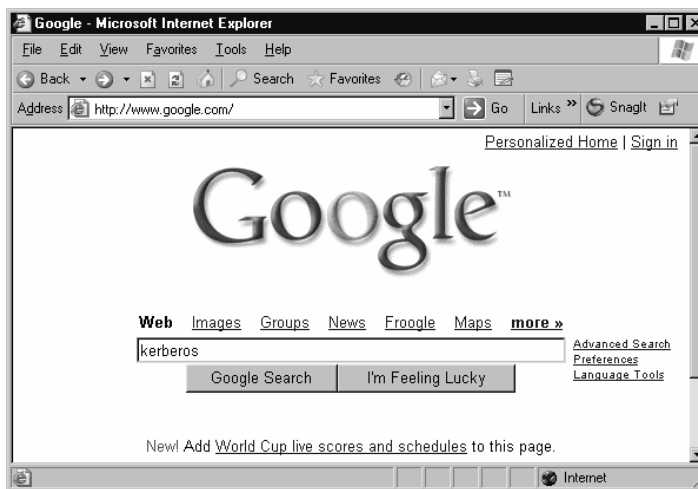 Google - Microsoft Internet Explorer
File Edit View Favorites Tools Help
Back Search Favorites
Address http://www.google.com/ Go Links » SnagIt
Personalized Home | Sign in
Google™
Web Images Groups News Froogle Maps more »
kerberos
Advanced Search
Preferences
Language Tools
Google Search I'm Feeling Lucky
New! Add World Cup live scores and schedules to this page.
Internet